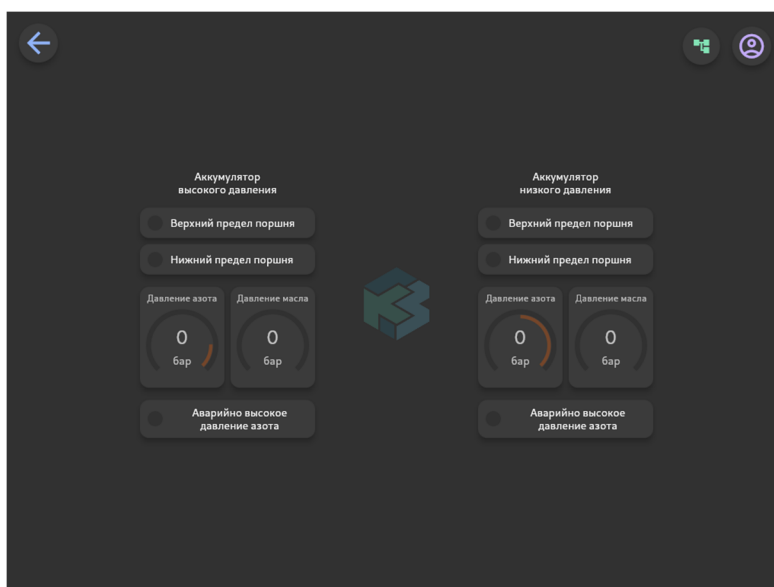 Аккумулятор
высокого давления
Верхний предел поршня
Нижний предел поршня
Давление азота
0
бар
Давление масла
0
бар
Аварийно высокое
давление азота
Аккумулятор
низкого давления
Верхний предел поршня
Нижний предел поршня
Давление азота
0
бар
Давление масла
0
бар
Аварийно высокое
давление азота